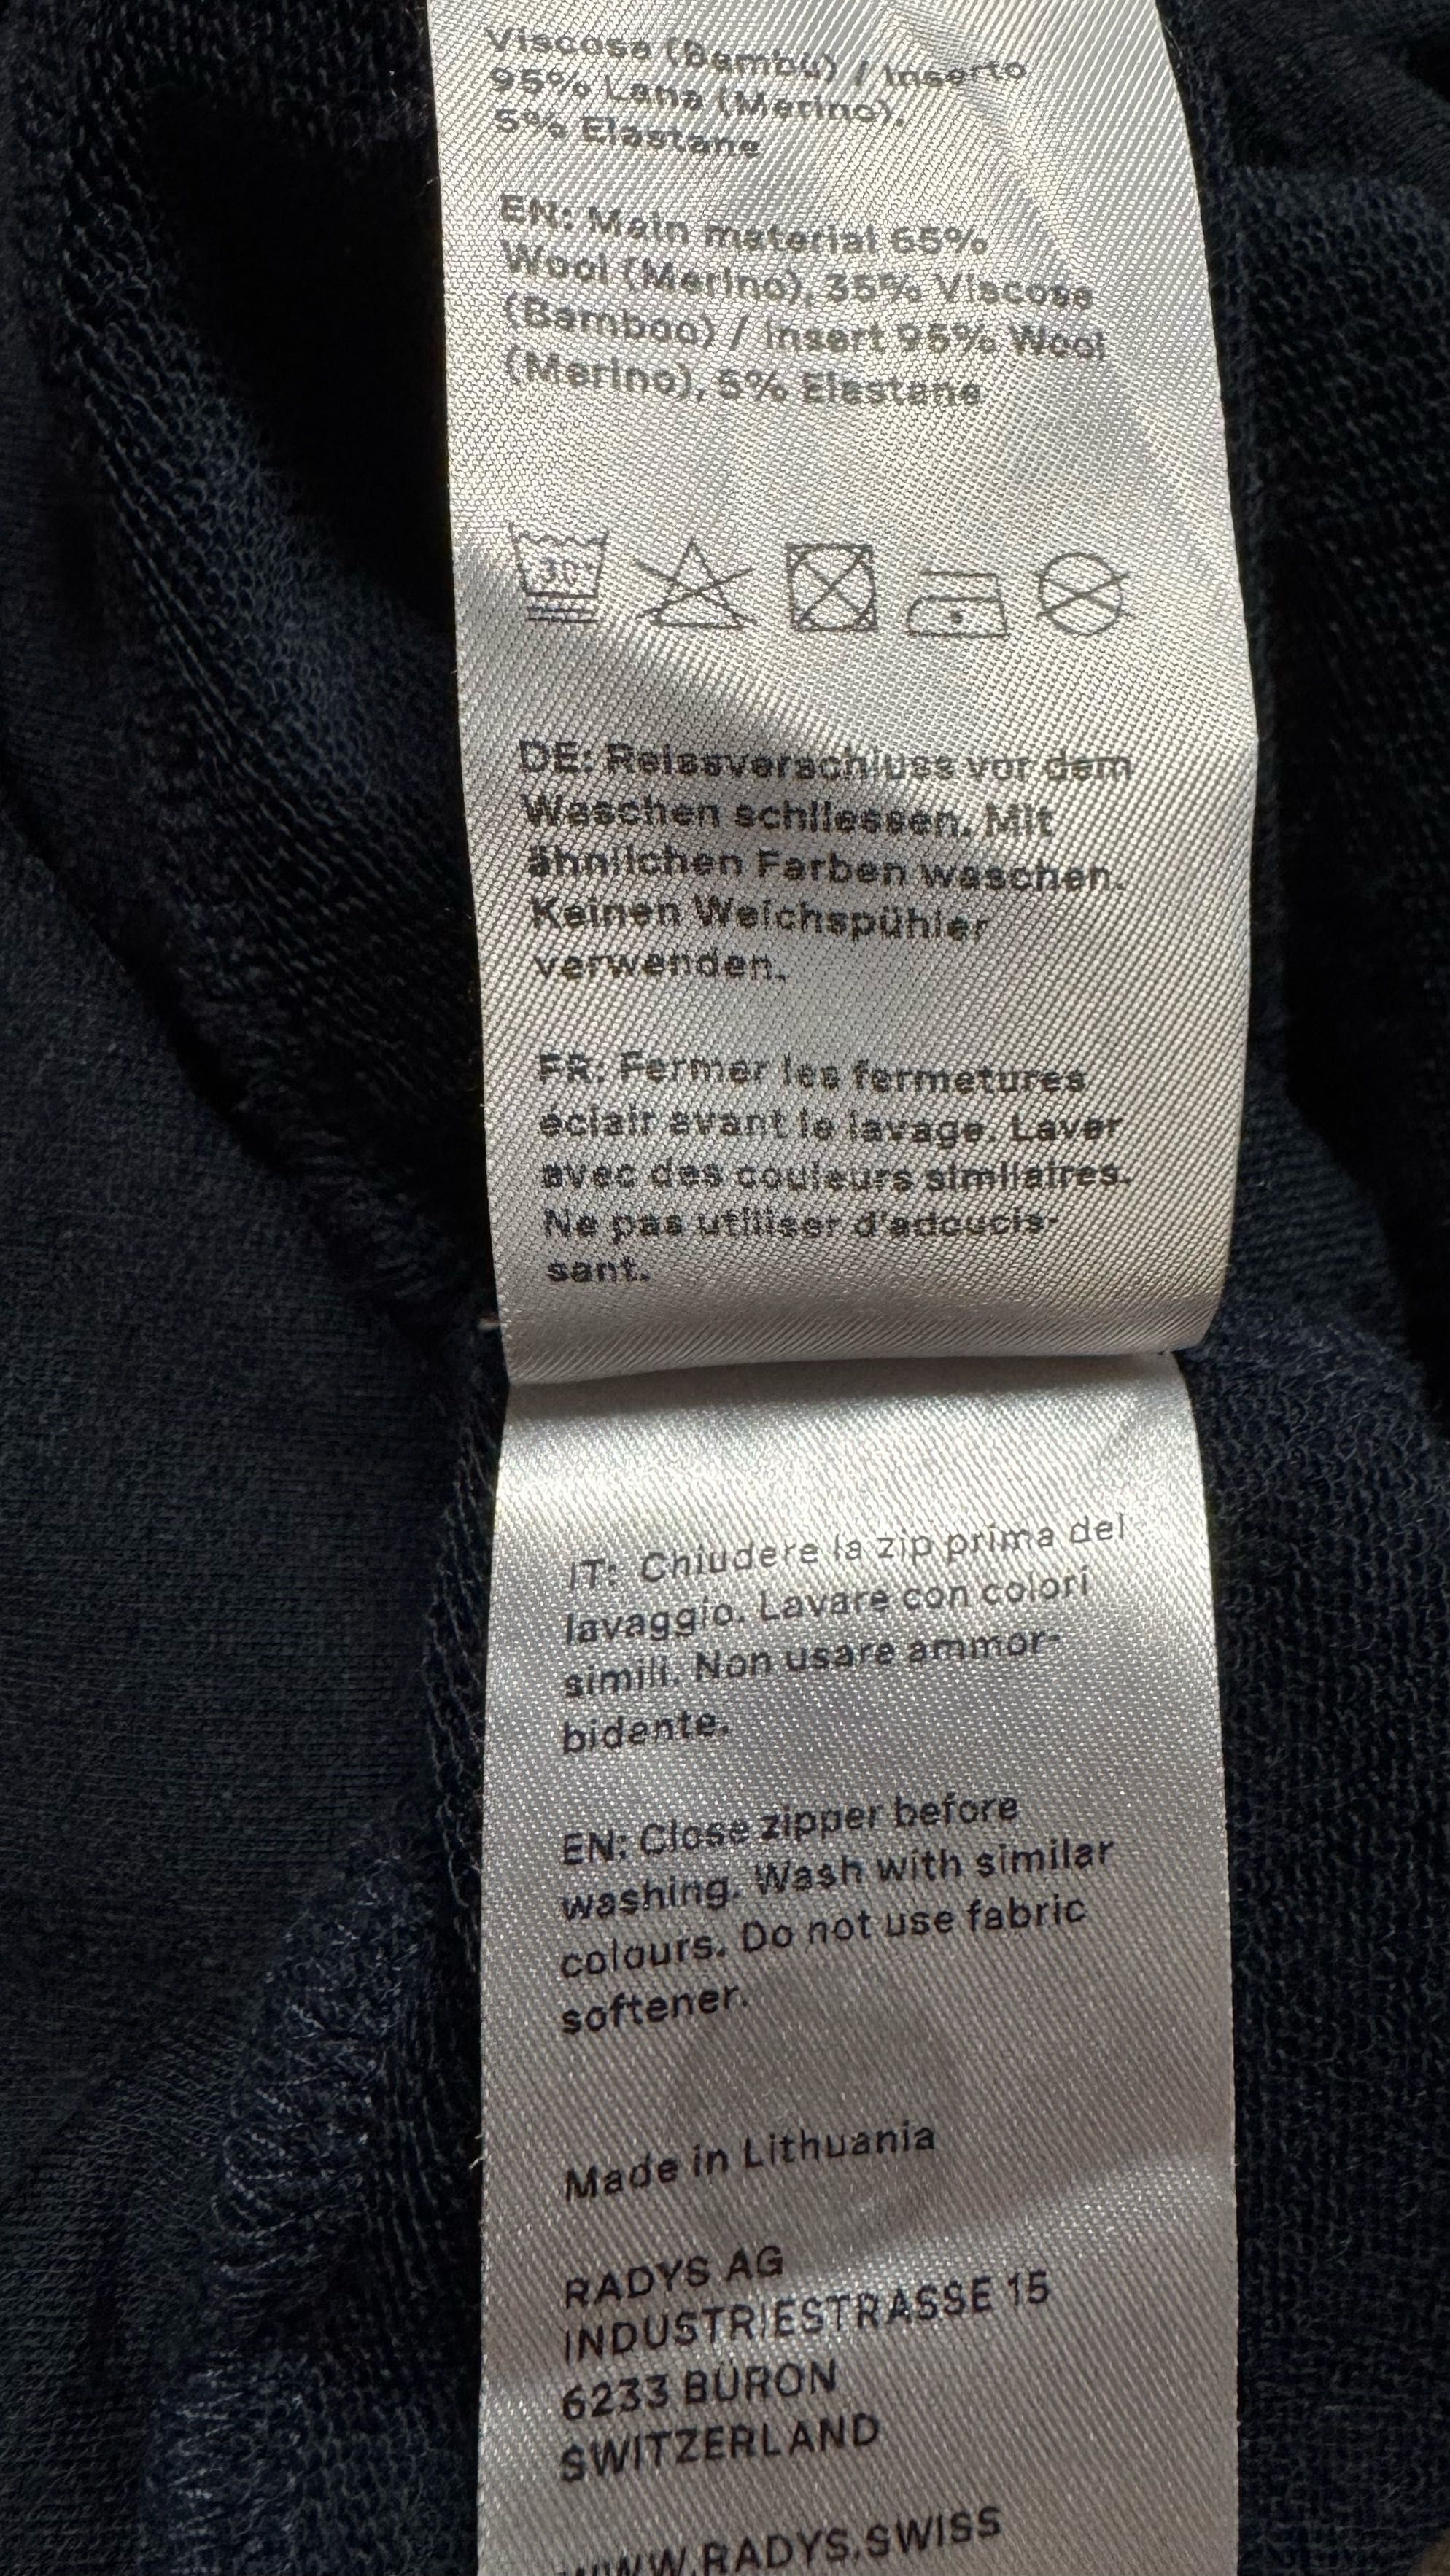 Viscosa (Bambú) / Inserto
95% Lana (Merino),
5% Elastane
EN: Main material 65%
Wool (Merino), 35% Viscose
(Bamboo) / Insert 95% Wool
(Merino), 5% Elastane
30°
DE: Reissverschluss vor dem
Waschen schliessen. Mit
ähnlichen Farben waschen.
Keinen Weichspühler
verwenden.
FR: Fermer les fermetures
éclair avant le lavage. Laver
avec des couleurs similaires.
Ne pas utiliser d'adoucis-
sant.
IT: Chiudere la zip prima del
lavaggio. Lavare con colori
simili. Non usare ammor-
bidente.
EN: Close zipper before
washing. Wash with similar
colours. Do not use fabric
softener.
Made in Lithuania
RADYS AG
INDUSTRIESTRASSE 15
6233 BÜRON
SWITZERLAND
WWW.RADYS.SWISS